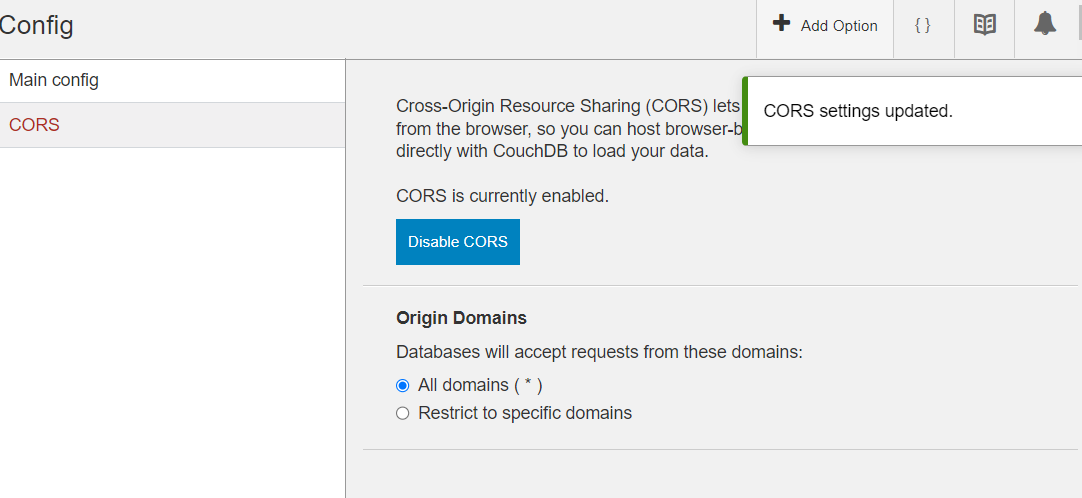 Config
Add Option
{ }
Main config
CORS
Cross-Origin Resource Sharing (CORS) lets
from the browser, so you can host browser-b
directly with CouchDB to load your data.
CORS settings updated.
CORS is currently enabled.
Disable CORS
Origin Domains
Databases will accept requests from these domains:
All domains ( * )
Restrict to specific domains